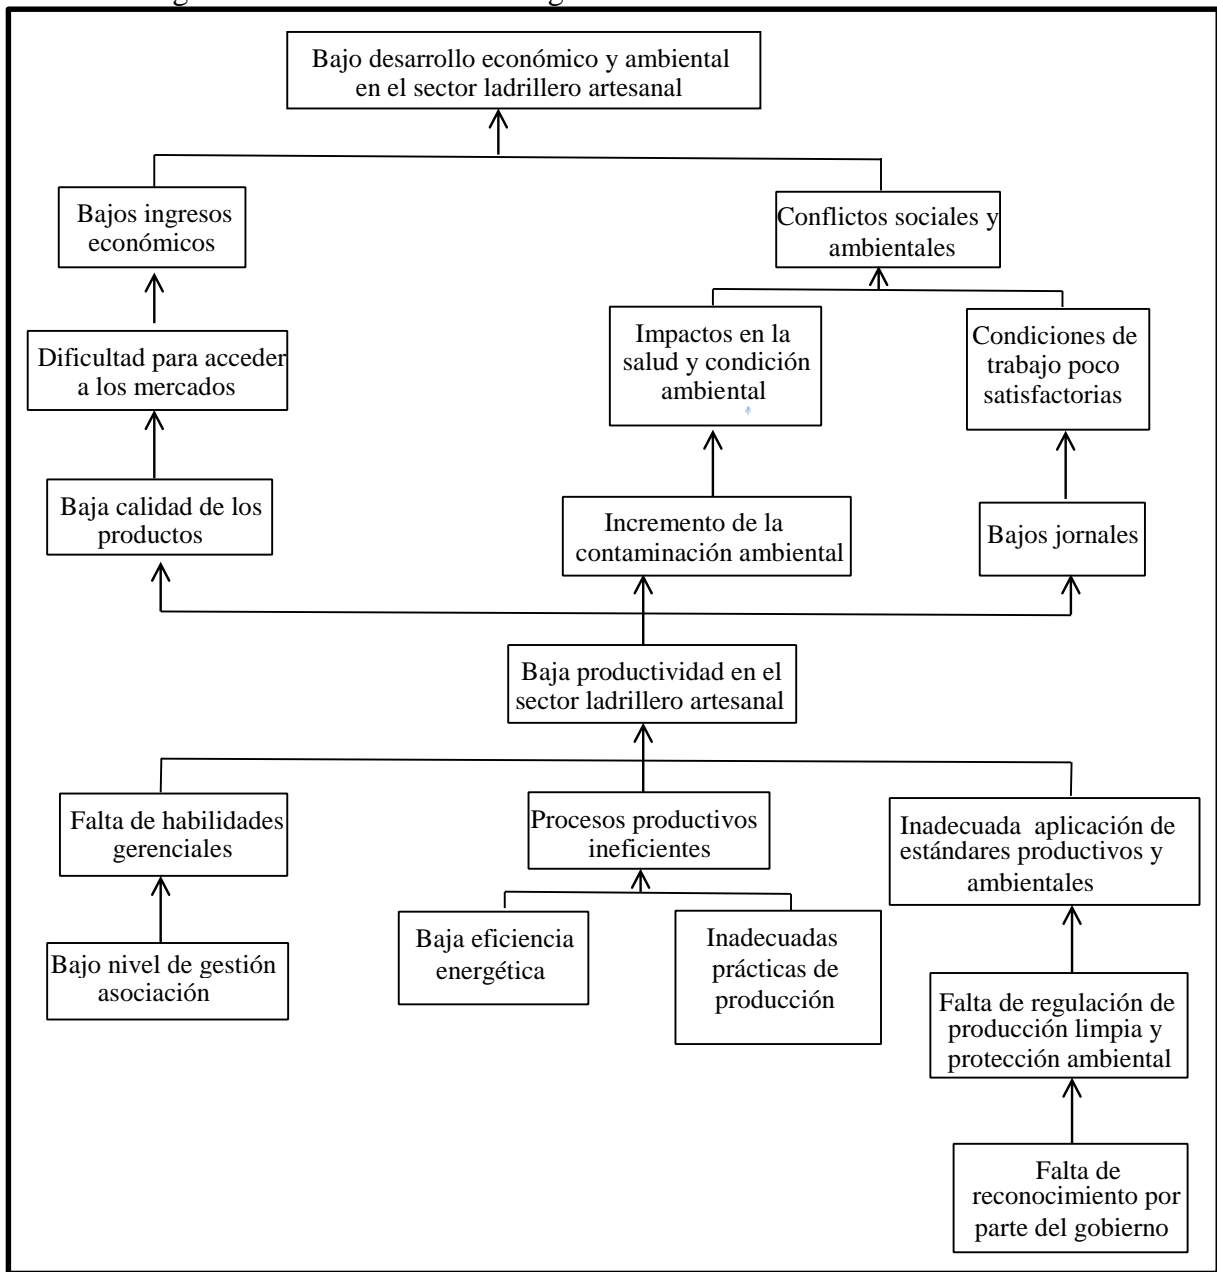 Bajo desarrollo económico y ambiental
en el sector ladrillero artesanal
Bajos ingresos
económicos
Conflictos sociales y
ambientales
Dificultad para acceder
a los mercados
Impactos en la
salud y condición
ambiental
Condiciones de
trabajo poco
satisfactorias
Baja calidad de los
productos
Incremento de la
contaminación ambiental
Bajos jornales
Baja productividad en el
sector ladrillero artesanal
Falta de habilidades
gerenciales
Procesos productivos
ineficientes
Inadecuada aplicación de
estándares productivos y
ambientales
Bajo nivel de gestión
asociación
Baja eficiencia
energética
Inadecuadas
prácticas de
producción
Falta de regulación de
producción limpia y
protección ambiental
Falta de
reconocimiento por
parte del gobierno